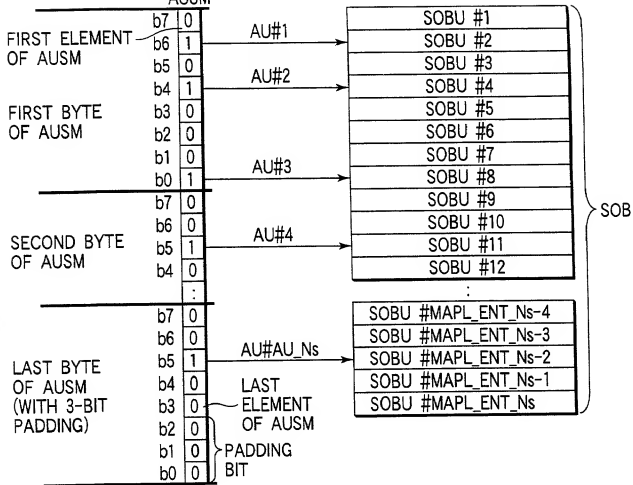 AUSM
b7 0 SOBU #1
FIRST ELEMENT OF AUSM b6 1 AU#1 SOBU #2
b5 0 SOBU #3
b4 1 AU#2 SOBU #4
FIRST BYTE OF AUSM b3 0 SOBU #5
b2 0 SOBU #6
b1 0 SOBU #7
b0 1 AU#3 SOBU #8
b7 0 SOBU #9
b6 0 SOBU #10
SECOND BYTE OF AUSM b5 1 AU#4 SOBU #11
b4 0 SOBU #12
SOB
: :
b7 0 SOBU #MAPL_ENT_Ns-4
b6 0 SOBU #MAPL_ENT_Ns-3
b5 1 AU#AU_Ns SOBU #MAPL_ENT_Ns-2
LAST BYTE OF AUSM (WITH 3-BIT PADDING) b4 0 SOBU #MAPL_ENT_Ns-1
b3 0 LAST ELEMENT OF AUSM SOBU #MAPL_ENT_Ns
b2 0
b1 0 PADDING BIT
b0 0